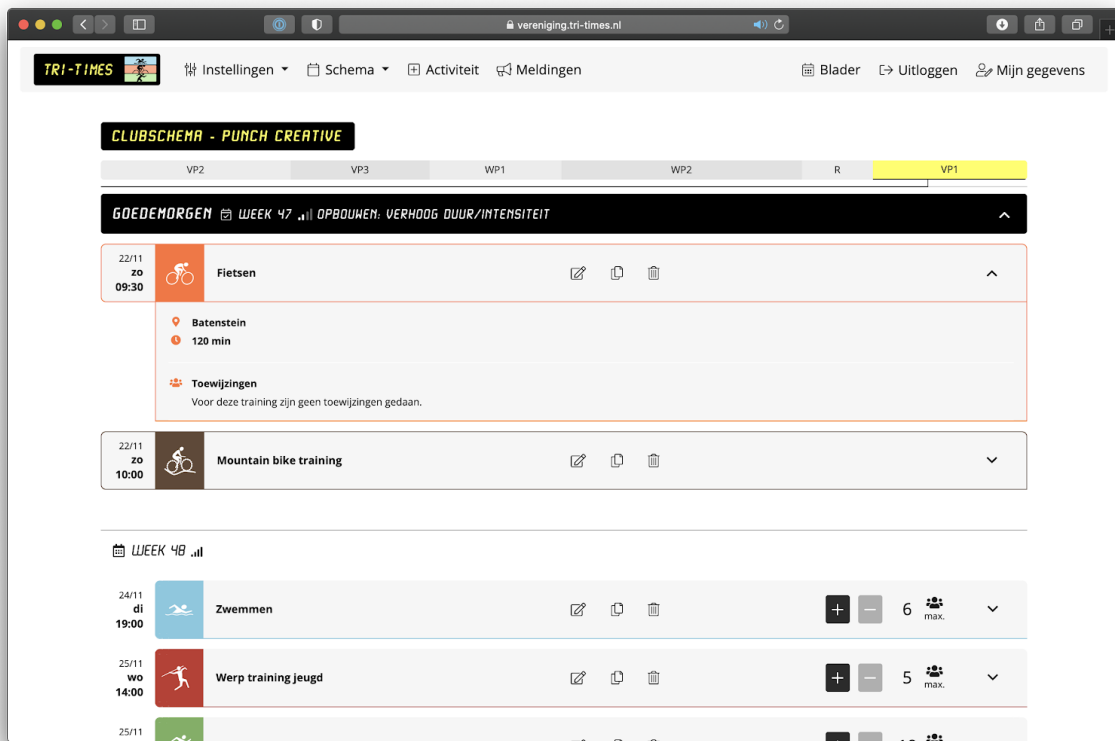 vereniging.tri-times.nl
TRI-TIMES
Instellingen
Schema
Activiteit
Meldingen
Blader
Uitloggen
Mijn gegevens
CLUBSCHEMA - PUNCH CREATIVE
VP2
VP3
WP1
WP2
R
VP1
GOEDEMORGEN WEEK 47 OPBOUWEN: VERHOOG DUUR/INTENSITEIT
22/11
zo
09:30
Fietsen
Batenstein
120 min
Toewijzingen
Voor deze training zijn geen toewijzingen gedaan.
22/11
zo
10:00
Mountain bike training
WEEK 48
24/11
di
19:00
Zwemmen
+
−
6
max.
25/11
wo
14:00
Werp training jeugd
+
−
5
max.
25/11